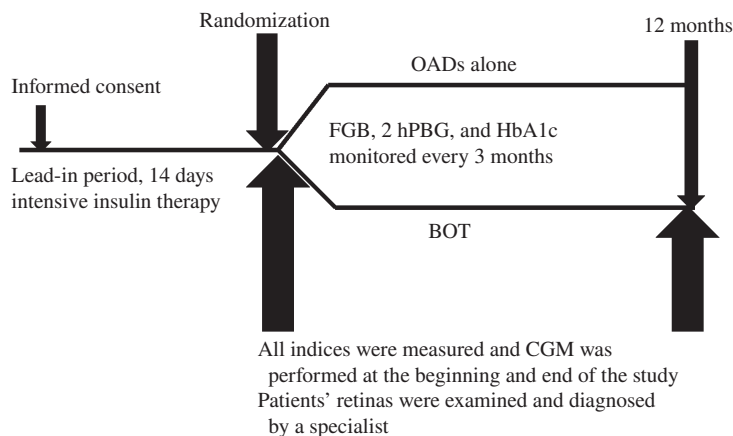 Randomization
12 months
OADs alone
Informed consent
FGB, 2 hPBG, and HbA1c
monitored every 3 months
Lead-in period, 14 days
intensive insulin therapy
BOT
All indices were measured and CGM was
performed at the beginning and end of the study
Patients’ retinas were examined and diagnosed
by a specialist